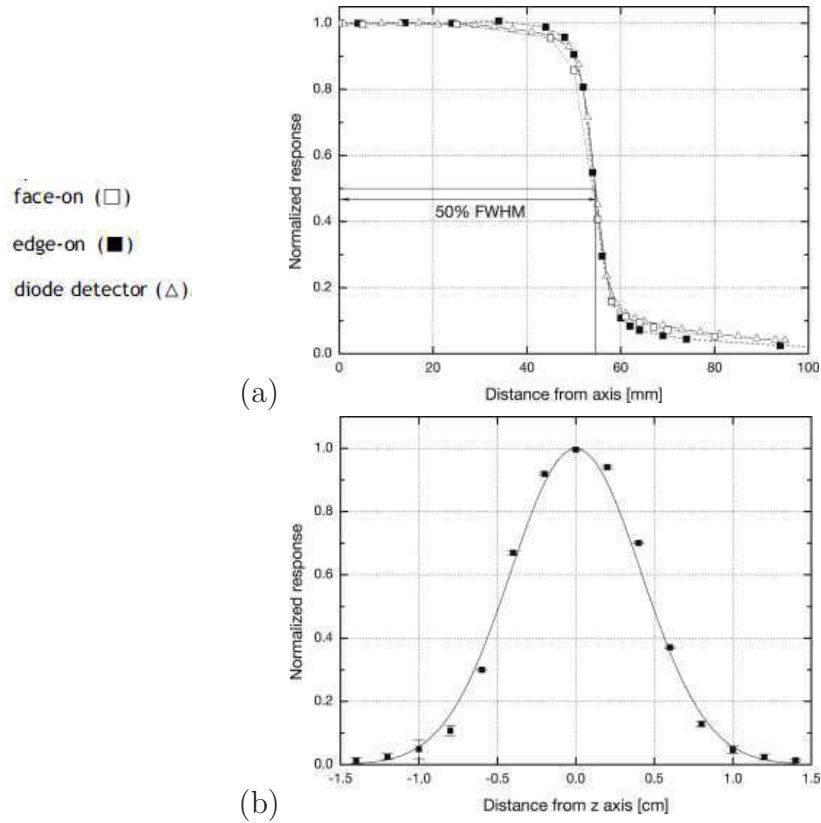 face-on (□)
edge-on (■)
diode detector (△)
Normalized response
1.0
0.8
0.6
0.4
0.2
0.0
50% FWHM
0 20 40 60 80 100
Distance from axis [mm]
(a)
Normalized response
1.0
0.8
0.6
0.4
0.2
0.0
-1.5 -1.0 -0.5 0.0 0.5 1.0 1.5
Distance from z axis [cm]
(b)